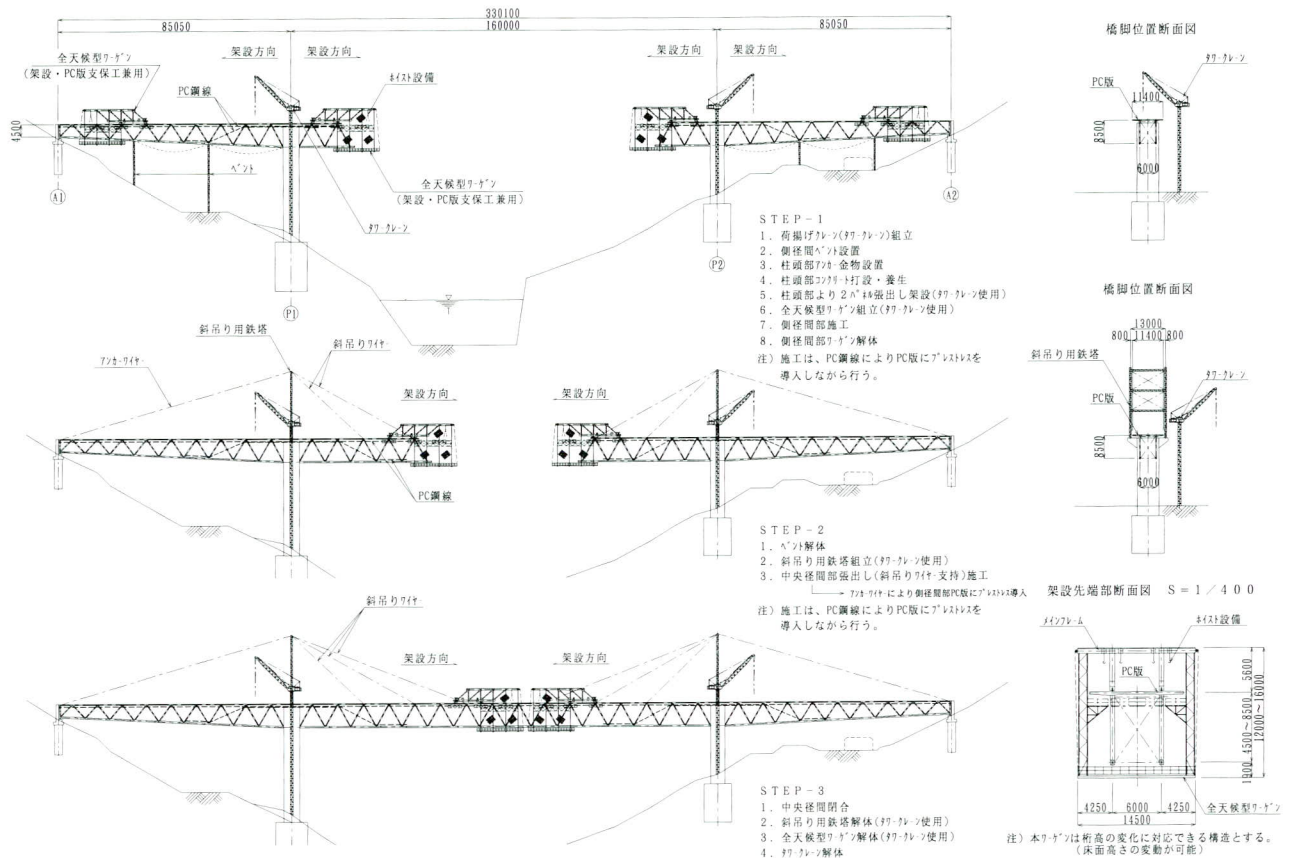 330100
85050
160000
85050
架設方向
架設方向
架設方向
架設方向
全天候型ワーゲン
(架設・PC版支保工兼用)
PC鋼線
ホイスト設備
4500
ベント
全天候型ワーゲン
(架設・PC版支保工兼用)
タワークレーン
A1
P1
P2
A2
橋脚位置断面図
PC版
タワークレーン
11400
8500
6000
STEP-1
1. 荷揚げクレーン(タワークレーン)組立
2. 側径間ベント設置
3. 柱頭部アンカー金物設置
4. 柱頭部コンクリート打設・養生
5. 柱頭部より2パネル張出し架設(タワークレーン使用)
6. 全天候型ワーゲン組立(タワークレーン使用)
7. 側径間部施工
8. 側径間部ワーゲン解体
注) 施工は、PC鋼線によりPC版にプレストレスを
導入しながら行う。
斜吊り用鉄塔
斜吊りワイヤー
アンカーワイヤー
架設方向
架設方向
PC鋼線
橋脚位置断面図
13000
800
11400
800
斜吊り用鉄塔
タワークレーン
PC版
8500
6000
STEP-2
1. ベント解体
2. 斜吊り用鉄塔組立(タワークレーン使用)
3. 中央径間部張出し(斜吊りワイヤー支持)施工
アンカーワイヤーにより側径間部PC版にプレストレス導入
注) 施工は、PC鋼線によりPC版にプレストレスを
導入しながら行う。
斜吊りワイヤー
架設方向
架設方向
STEP-3
1. 中央径間閉合
2. 斜吊り用鉄塔解体(タワークレーン使用)
3. 全天候型ワーゲン解体(タワークレーン使用)
4. タワークレーン解体
架設先端部断面図 S=1/400
メインフレーム
ホイスト設備
PC版
5600
4500~8500
1900
12000~16000
4250
6000
4250
14500
全天候型ワーゲン
注) 本ワーゲンは桁高の変化に対応できる構造とする。
(床面高さの変動が可能)